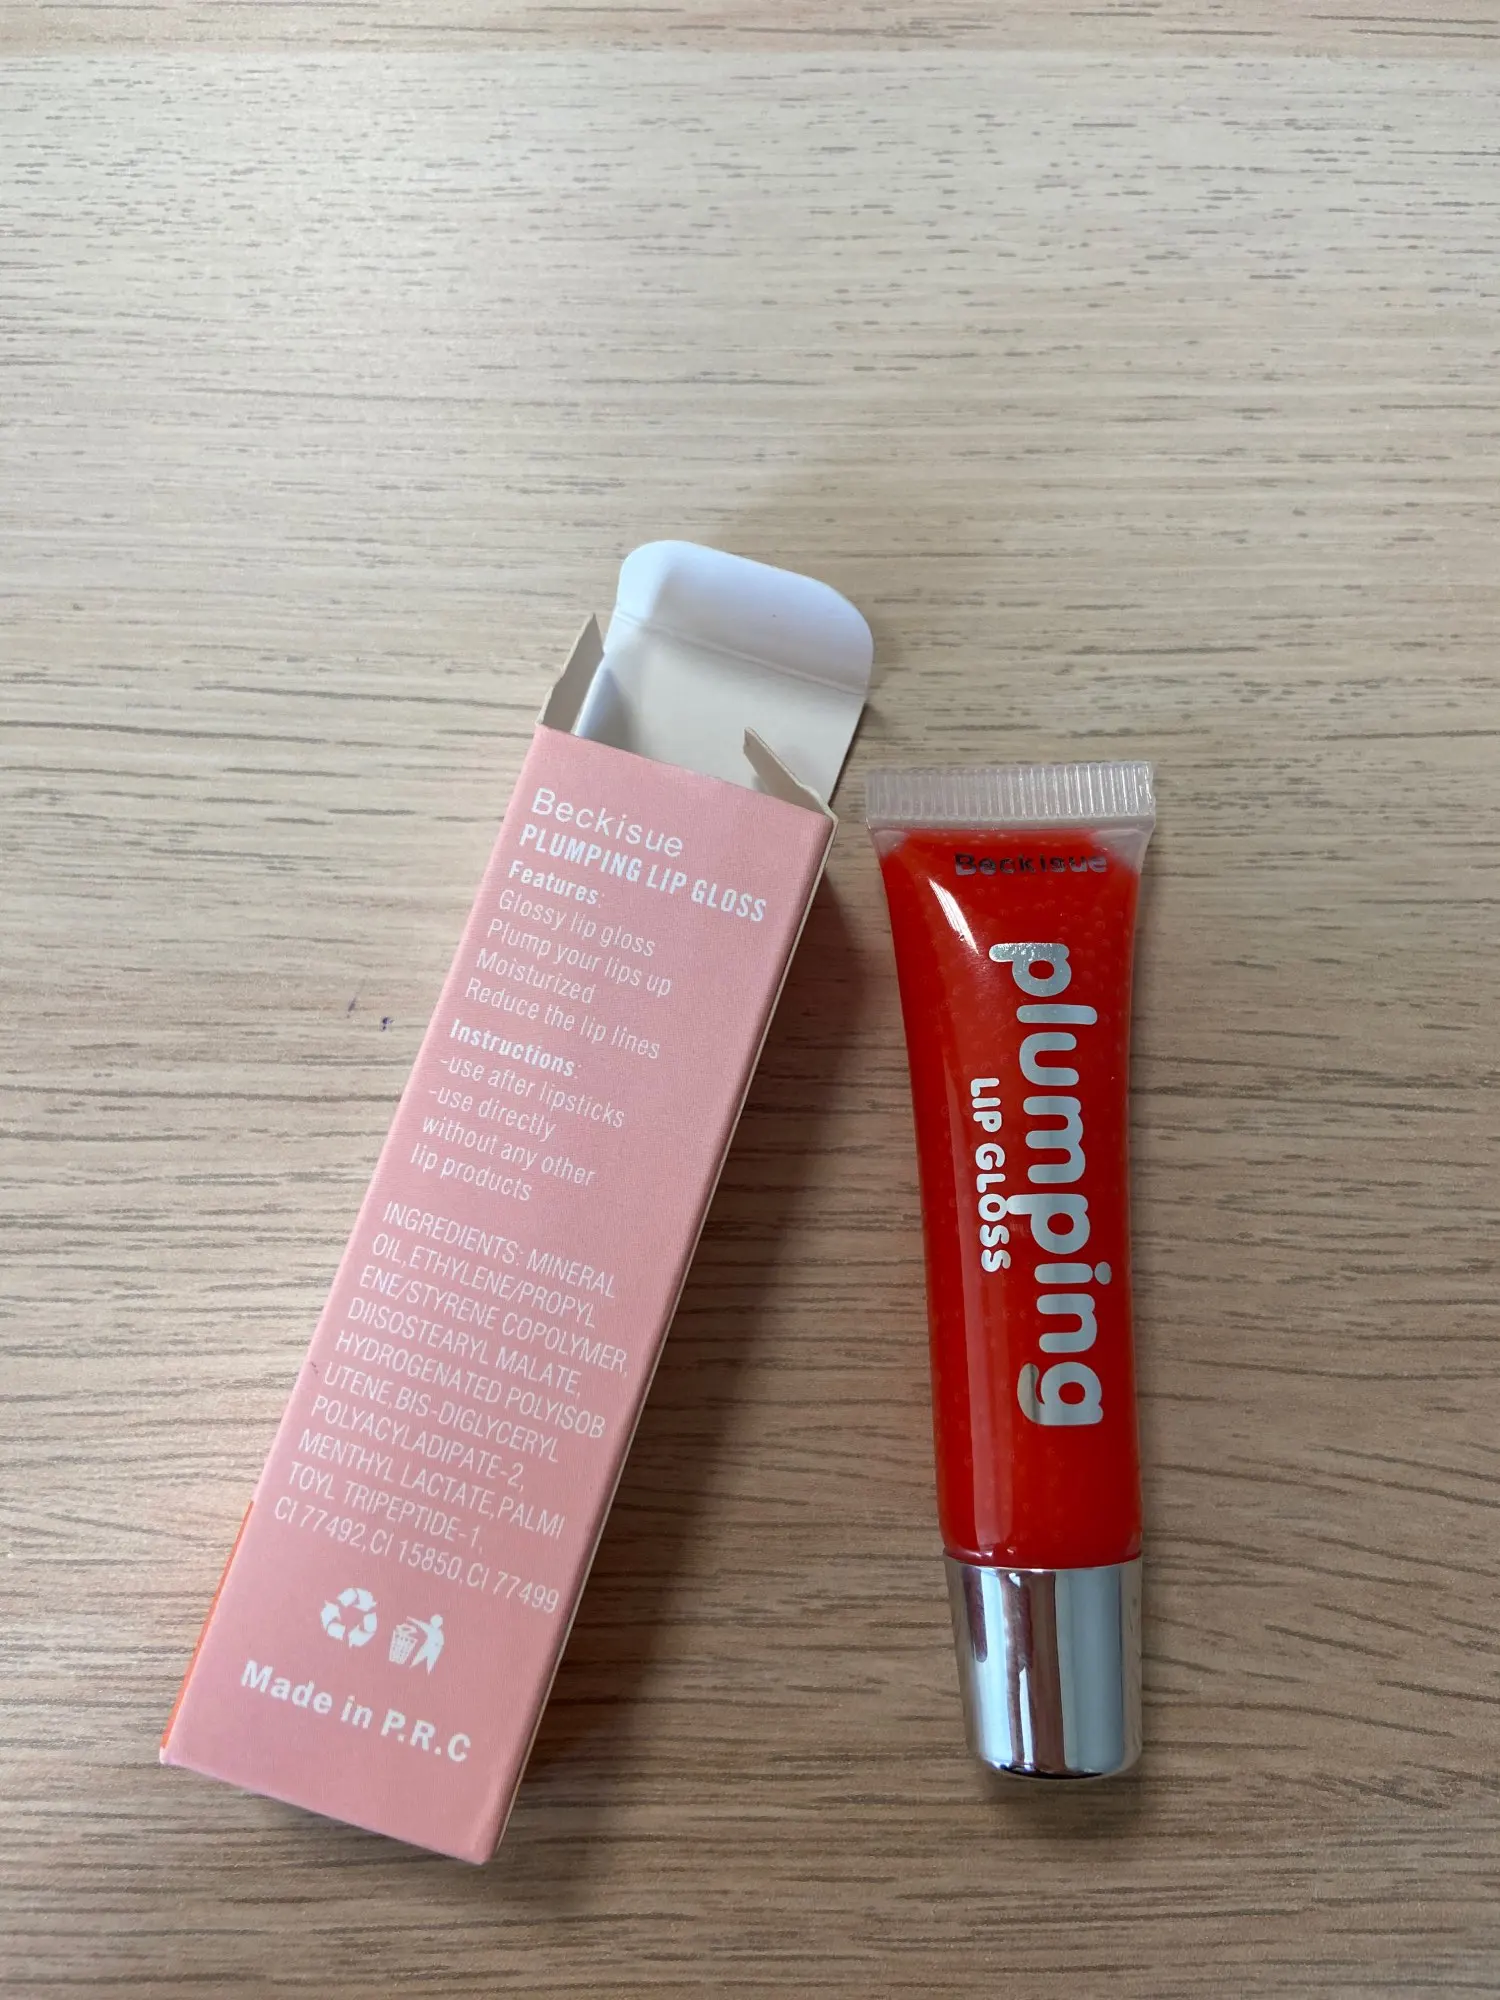 Beckisue
PLUMPING LIP GLOSS
Features:
Glossy lip gloss
Plump your lips up
Moisturized
Reduce the lip lines
Instructions:
-use after lipsticks
-use directly
without any other
lip products
INGREDIENTS: MINERAL
OIL,ETHYLENE/PROPYL
ENE/STYRENE COPOLYMER,
DIISOSTEARYL MALATE,
HYDROGENATED POLYISOB
UTENE,BIS-DIGLYCERYL
POLYACYLADIPATE-2,
MENTHYL LACTATE,PALMI
TOYL TRIPEPTIDE-1,
CI 77492,CI 15850,CI 77499
Made in P.R.C
Beckisue
plumping
LIP GLOSS